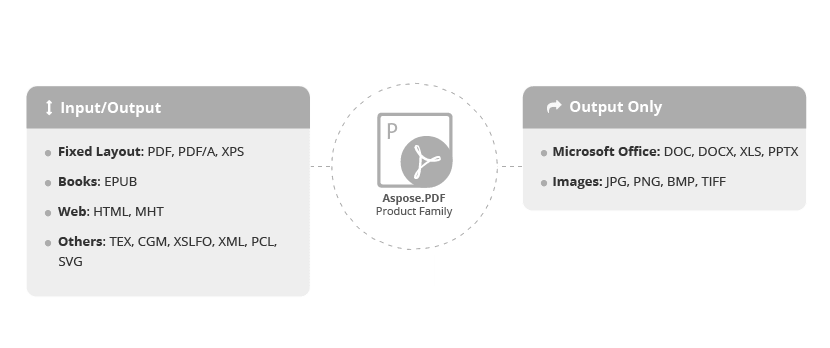 Input/Output
Fixed Layout: PDF, PDF/A, XPS
Books: EPUB
Web: HTML, MHT
Others: TEX, CGM, XSLFO, XML, PCL,
SVG
P
Aspose.PDF
Product Family
Output Only
Microsoft Office: DOC, DOCX, XLS, PPTX
Images: JPG, PNG, BMP, TIFF